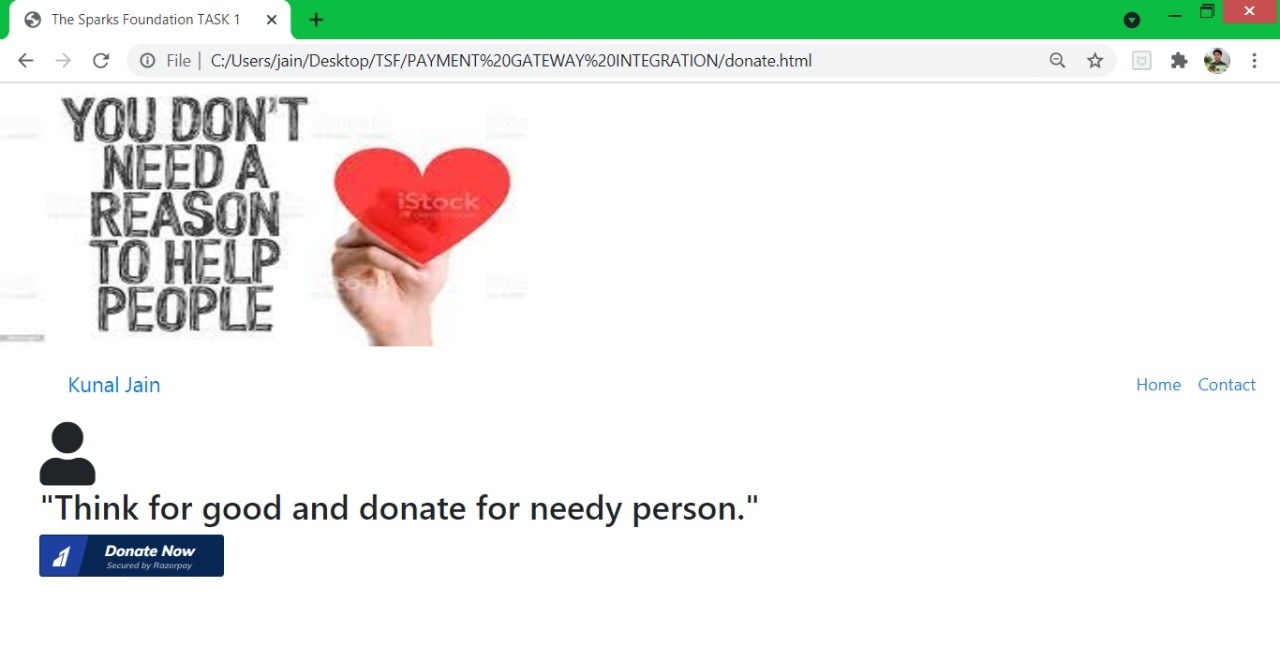 The Sparks Foundation TASK 1
File | C:/Users/jain/Desktop/TSF/PAYMENT%20GATEWAY%20INTEGRATION/donate.html
YOU DON'T
NEED A
REASON
TO HELP
PEOPLE
iStock
Kunal Jain
Home Contact
"Think for good and donate for needy person."
Donate Now
Secured by Razorpay